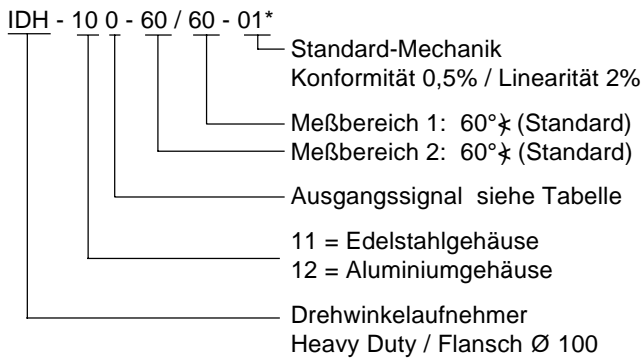 IDH - 10 0 - 60 / 60 - 01*
Standard-Mechanik
Konformität 0,5% / Linearität 2%
Meßbereich 1: 60°∢ (Standard)
Meßbereich 2: 60°∢ (Standard)
Ausgangssignal siehe Tabelle
11 = Edelstahlgehäuse
12 = Aluminiumgehäuse
Drehwinkelaufnehmer
Heavy Duty / Flansch Ø 100